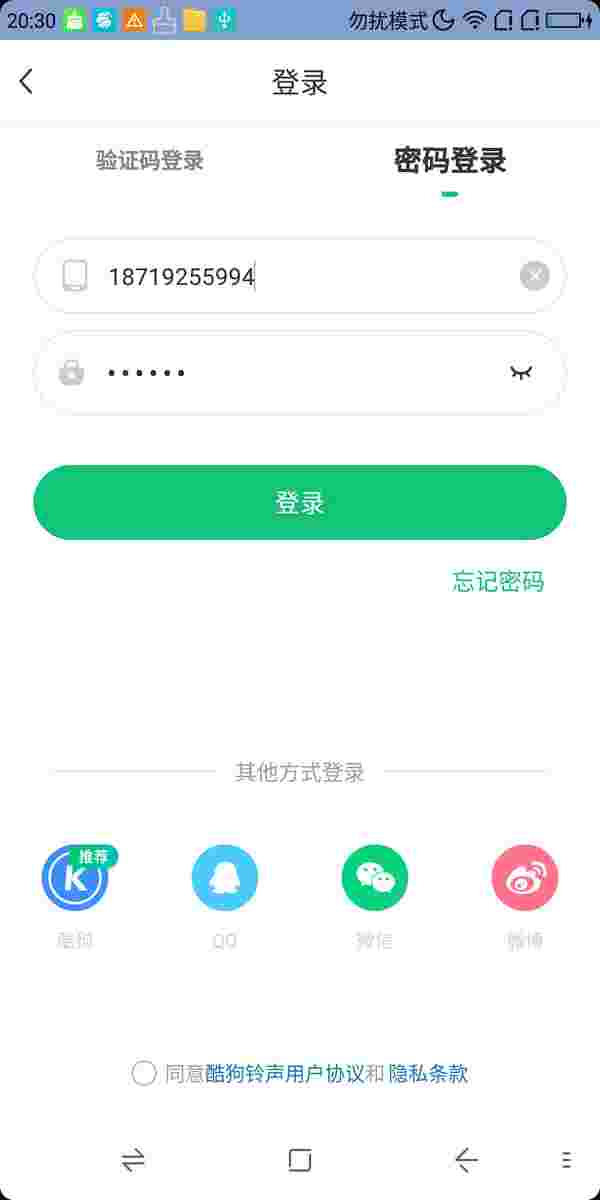 20:30 勿扰模式
登录
验证码登录 密码登录
18719255994
••••••
登录
忘记密码
其他方式登录
推荐
酷狗 QQ 微信 微博
同意酷狗铃声用户协议和 隐私条款